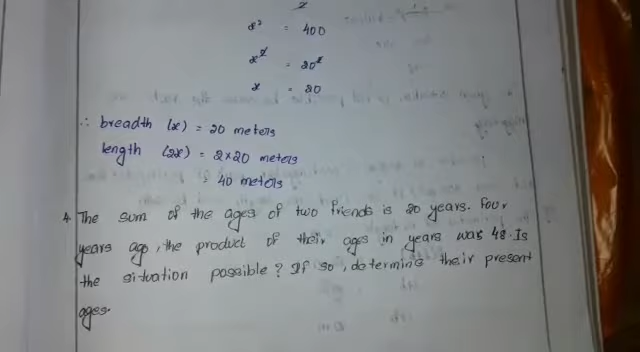 x² = 400
x² = 20²
x = 20
∴ breadth (x) = 20 meters
length (2x) = 2×20 meters
= 40 meters
4. The sum of the ages of two friends is 20 years. Four
years ago, the product of their ages in years was 48. Is
the situation possible? If so, determine their present
ages.